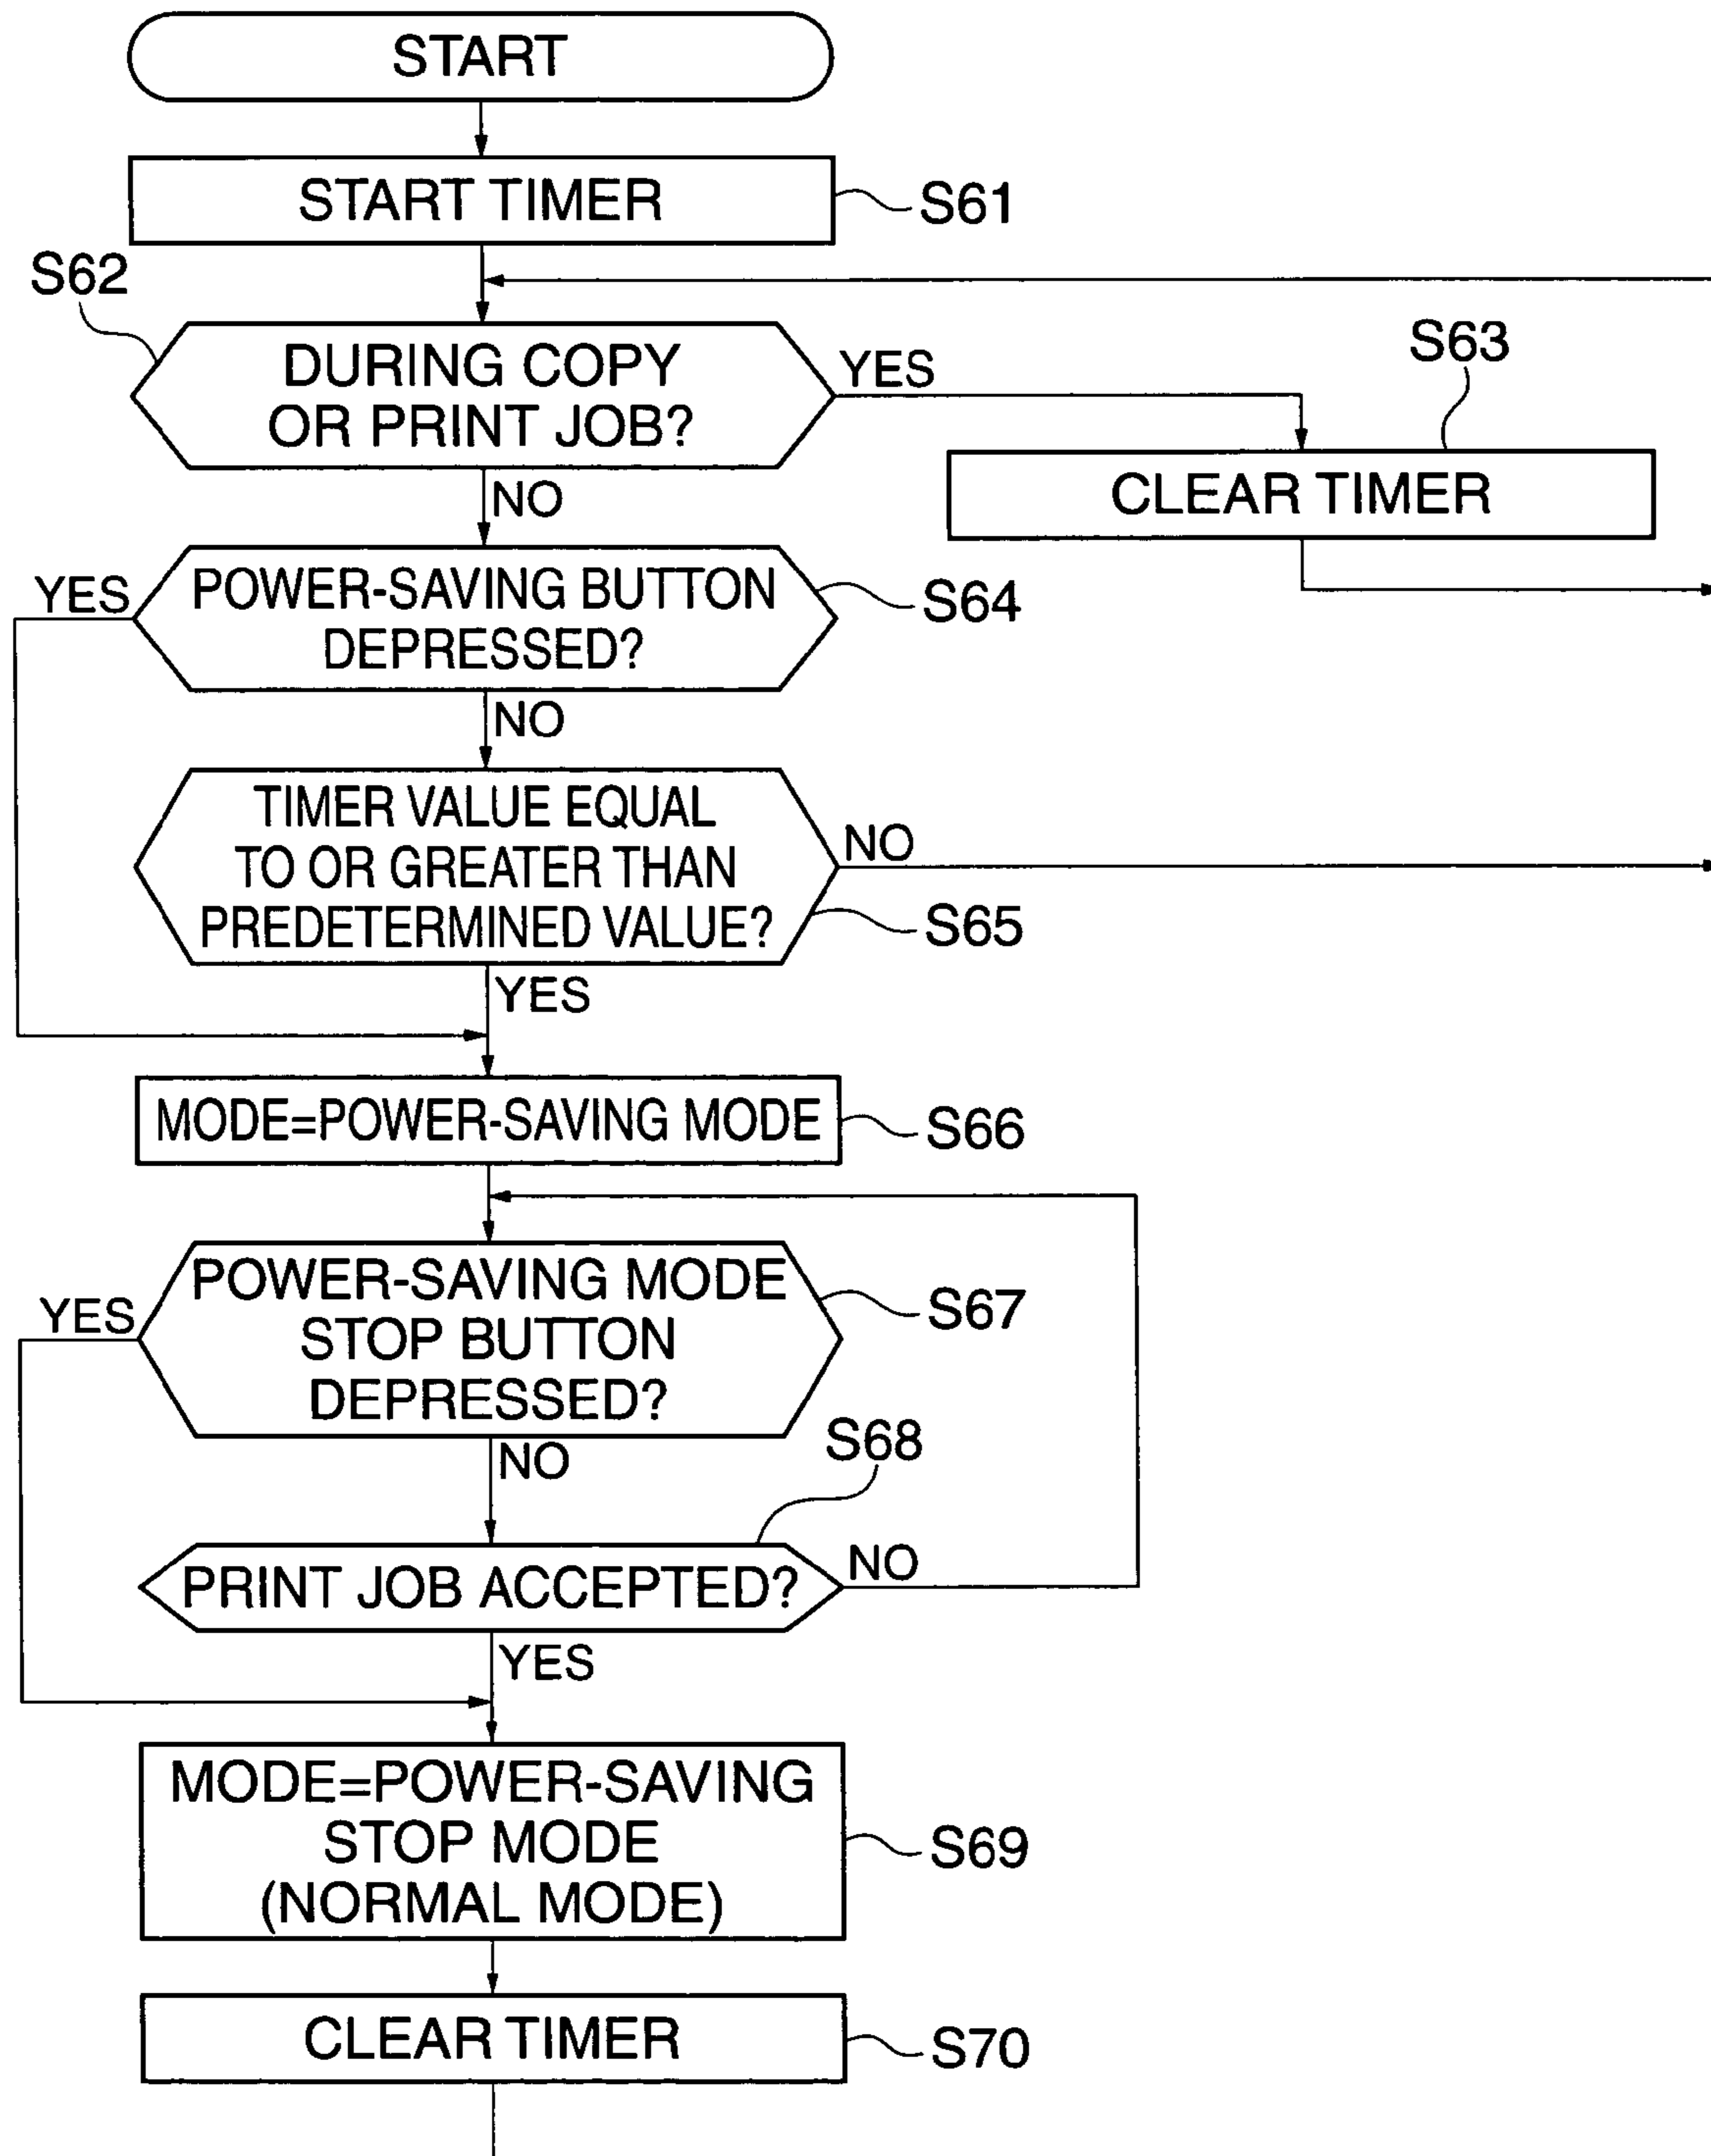 START
START TIMER
S61
S62
DURING COPY
OR PRINT JOB?
YES
S63
CLEAR TIMER
NO
POWER-SAVING BUTTON
DEPRESSED?
YES
S64
NO
TIMER VALUE EQUAL
TO OR GREATER THAN
PREDETERMINED VALUE?
NO
S65
YES
MODE=POWER-SAVING MODE
S66
POWER-SAVING MODE
STOP BUTTON
DEPRESSED?
YES
S67
NO
S68
PRINT JOB ACCEPTED?
NO
YES
MODE=POWER-SAVING
STOP MODE
(NORMAL MODE)
S69
CLEAR TIMER
S70